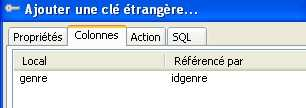 Ajouter une clé étrangère...
Propriétés Colonnes Action SQL
Local Référencé par
genre idgenre